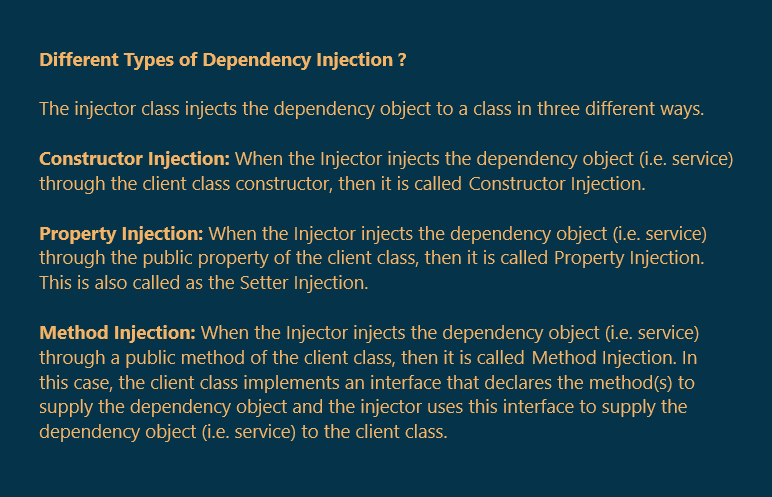 Different Types of Dependency Injection ?
The injector class injects the dependency object to a class in three different ways.
Constructor Injection: When the Injector injects the dependency object (i.e. service)
through the client class constructor, then it is called Constructor Injection.
Property Injection: When the Injector injects the dependency object (i.e. service)
through the public property of the client class, then it is called Property Injection.
This is also called as the Setter Injection.
Method Injection: When the Injector injects the dependency object (i.e. service)
through a public method of the client class, then it is called Method Injection. In
this case, the client class implements an interface that declares the method(s) to
supply the dependency object and the injector uses this interface to supply the
dependency object (i.e. service) to the client class.